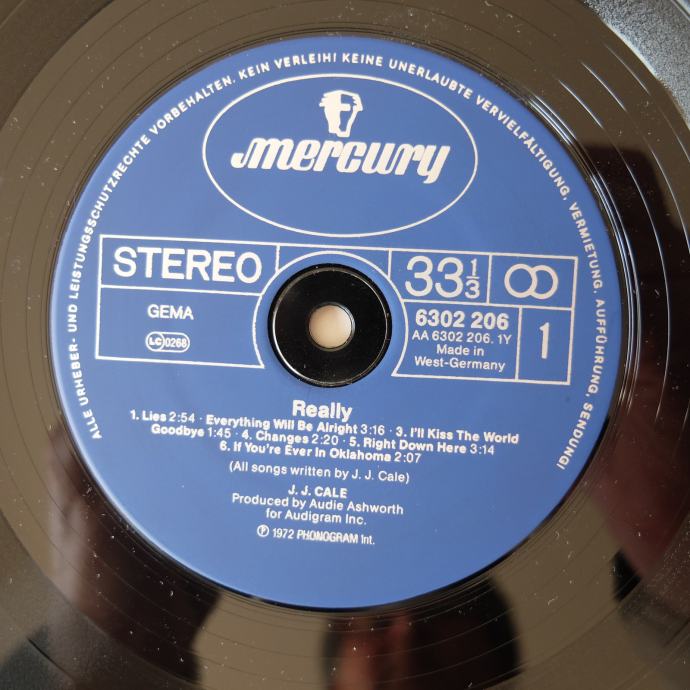 ALLE URHEBER- UND LEISTUNGSSCHUTZRECHTE VORBEHALTEN. KEIN VERLEIH! KEINE UNERLAUBTE VERVIELFÄLTIGUNG, VERMIETUNG, AUFFÜHRUNG, SENDUNG!
mercury
STEREO
33 1/3
GEMA
LC 0268
6302 206
AA 6302 206. 1Y
Made in
West-Germany
1
Really
1. Lies 2:54 · Everything Will Be Alright 3:16 · 3. I'll Kiss The World
Goodbye 1:45 · 4. Changes 2:20 · 5. Right Down Here 3:14
6. If You're Ever In Oklahoma 2:07
(All songs written by J. J. Cale)
J. J. CALE
Produced by Audie Ashworth
for Audigram Inc.
℗ 1972 PHONOGRAM Int.